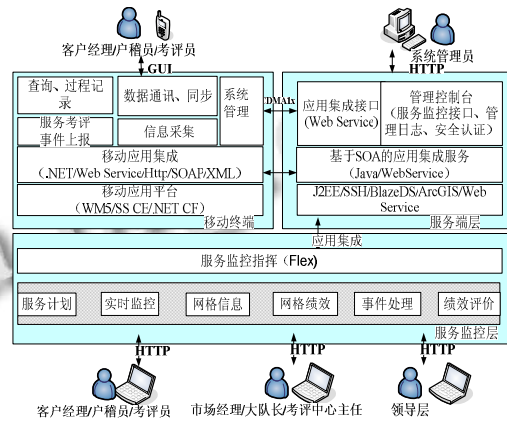 客户经理/户稽员/考评员
系统管理员
GUI
HTTP
查询、过程记
录
数据通讯、同步
系统
管理
服务考评
事件上报
信息采集
CDMA1x
应用集成接口
(Web Service)
管理控制台
(服务监控接口、管
理日志、安全认证)
移动应用集成
(.NET/Web Service/Http/SOAP/XML)
基于SOA的应用集成服务
(Java/WebService)
移动应用平台
(WM5/SS CE/.NET CF)
J2EE/SSH/BlazeDS/ArcGIS/Web
Service
移动终端
服务端层
应用集成
服务监控指挥（Flex)
服务计划
实时监控
网格信息
网格绩效
事件处理
绩效评价
服务监控层
HTTP
HTTP
HTTP
客户经理/户稽员/考评员
市场经理/大队长/考评中心主任
领导层